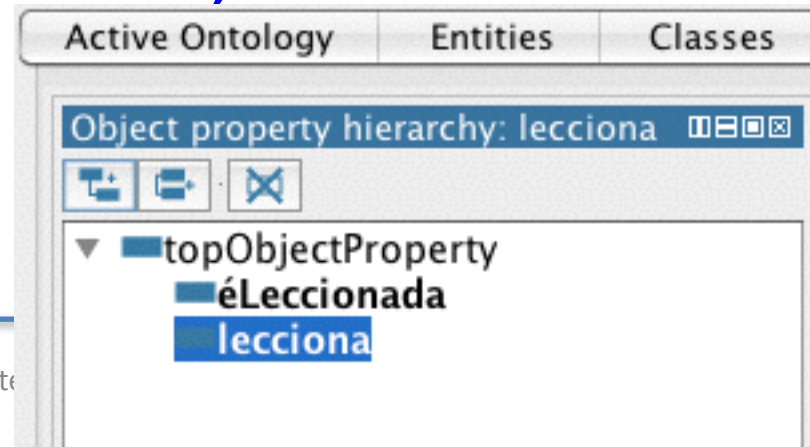 Active Ontology Entities Classes
Object property hierarchy: lecciona
topObjectProperty
éLeccionada
lecciona